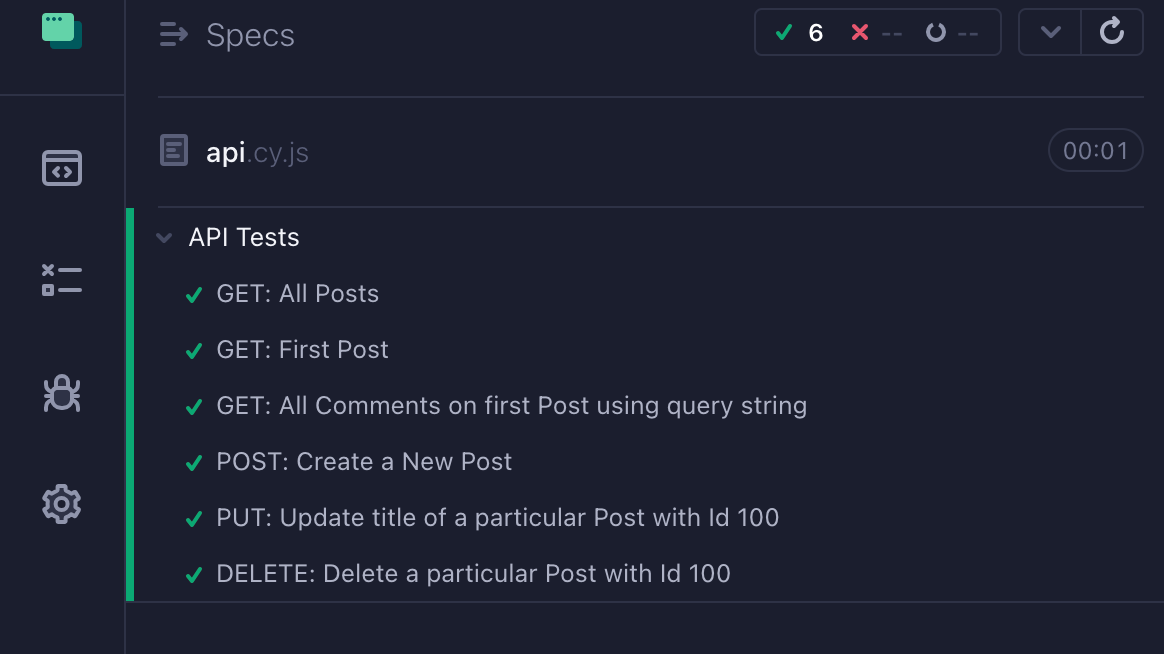 Specs
6 -- --
api.cy.js
00:01
API Tests
GET: All Posts
GET: First Post
GET: All Comments on first Post using query string
POST: Create a New Post
PUT: Update title of a particular Post with Id 100
DELETE: Delete a particular Post with Id 100